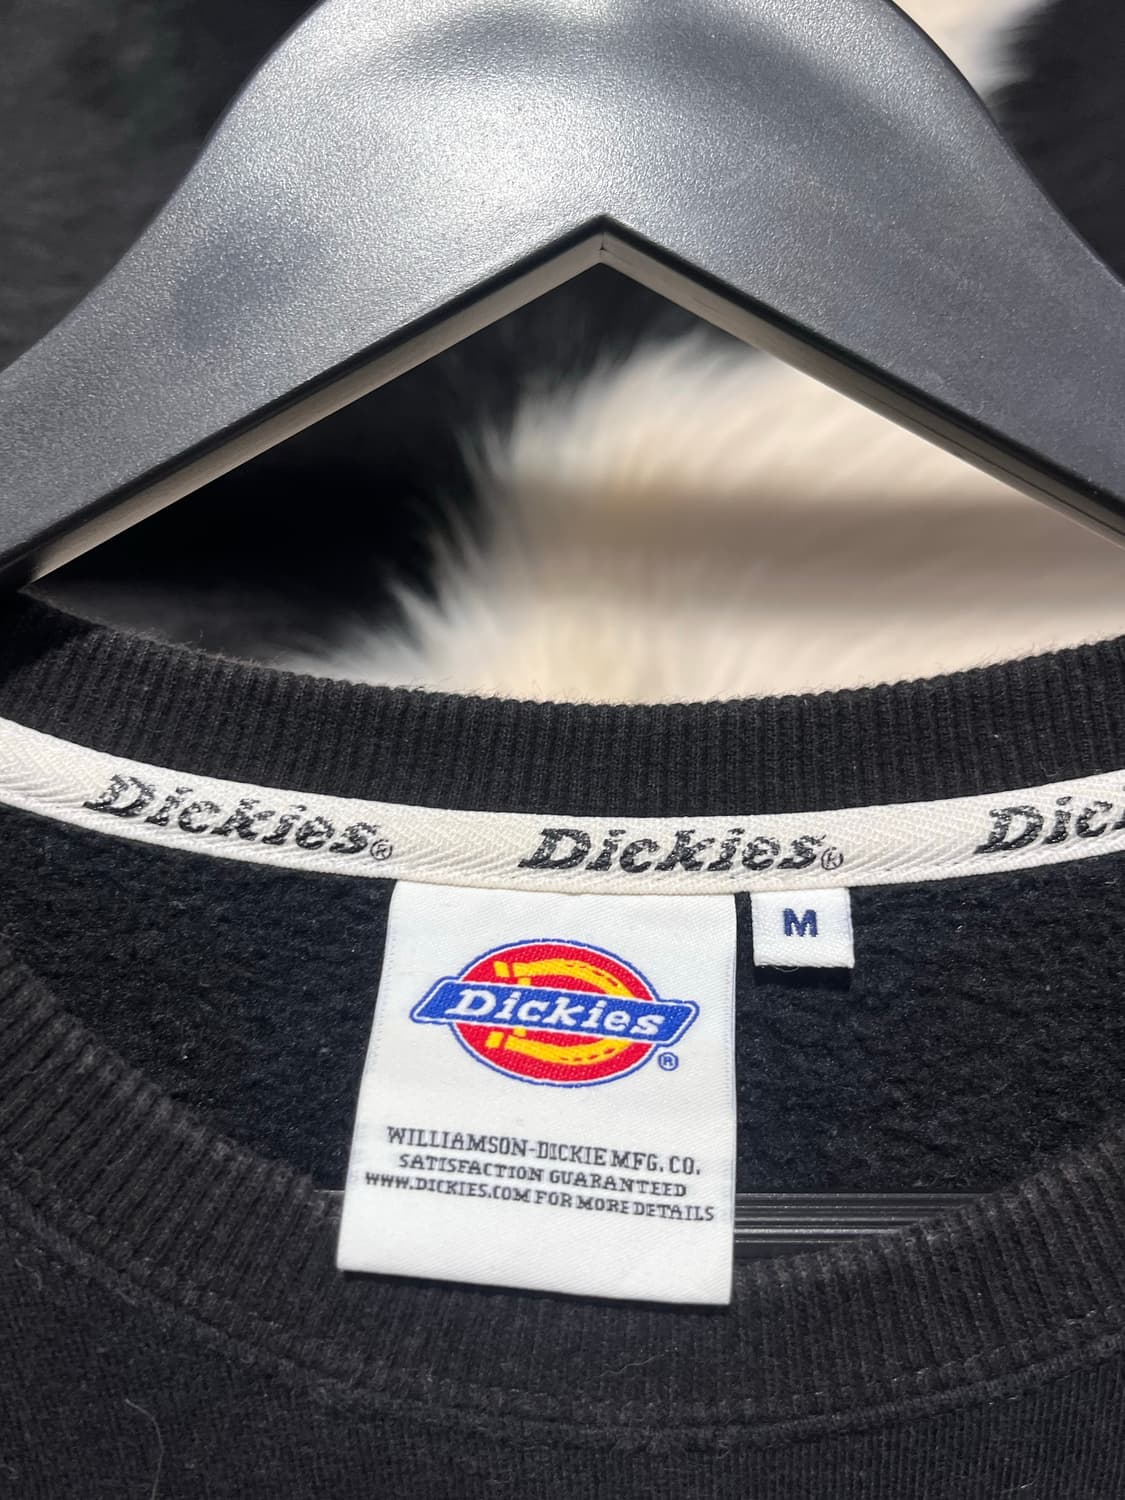 Dickies®
Dickies®
Dic
M
Dickies
®
WILLIAMSON-DICKIE MFG. CO.
SATISFACTION GUARANTEED
WWW.DICKIES.COM FOR MORE DETAILS